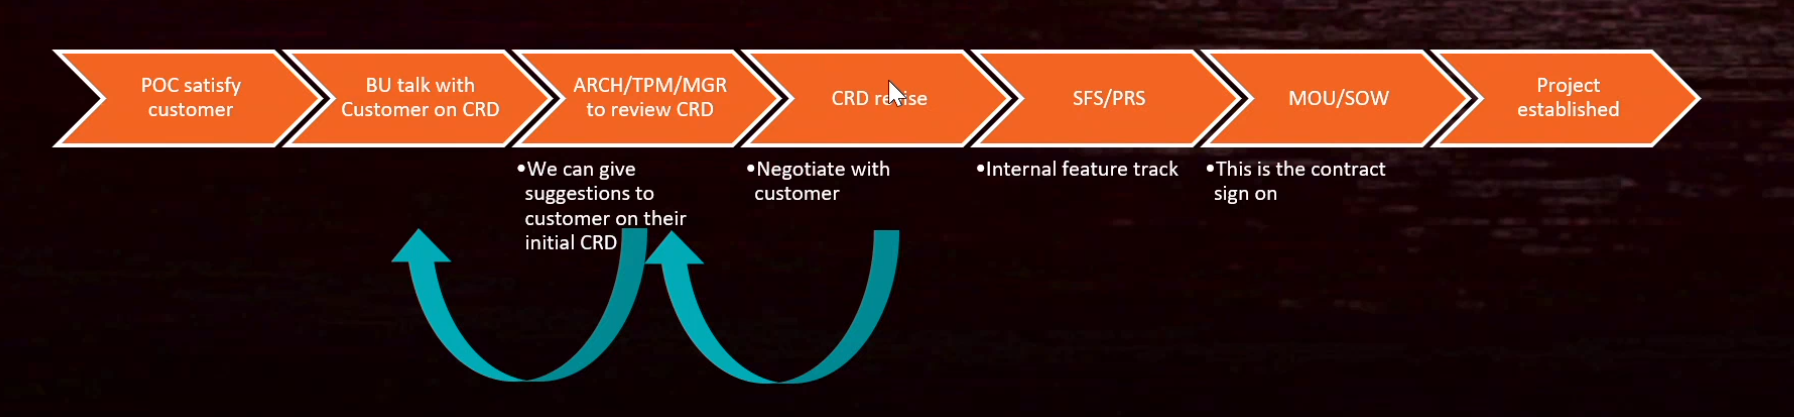 POC satisfy
customer
BU talk with
Customer on CRD
ARCH/TPM/MGR
to review CRD
CRD revise
SFS/PRS
MOU/SOW
Project
established
•We can give
suggestions to
customer on their
initial CRD
•Negotiate with
customer
•Internal feature track
•This is the contract
sign on